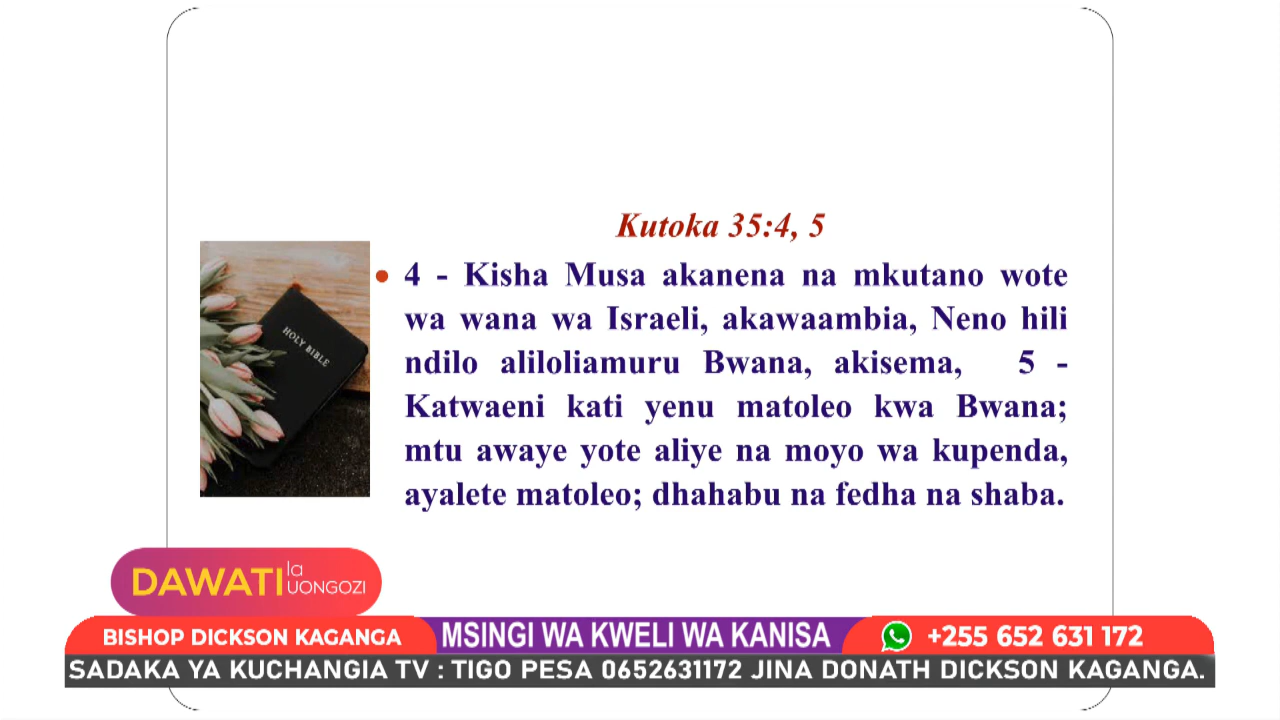 Kutoka 35:4, 5
HOLY BIBLE
• 4 - Kisha Musa akanena na mkutano wote
wa wana wa Israeli, akawaambia, Neno hili
ndilo aliloliamuru Bwana, akisema, 5 -
Katwaeni kati yenu matoleo kwa Bwana;
mtu awaye yote aliye na moyo wa kupenda,
ayalete matoleo; dhahabu na fedha na shaba.
DAWATI la UONGOZI
BISHOP DICKSON KAGANGA
MSINGI WA KWELI WA KANISA
+255 652 631 172
SADAKA YA KUCHANGIA TV : TIGO PESA 0652631172 JINA DONATH DICKSON KAGANGA.